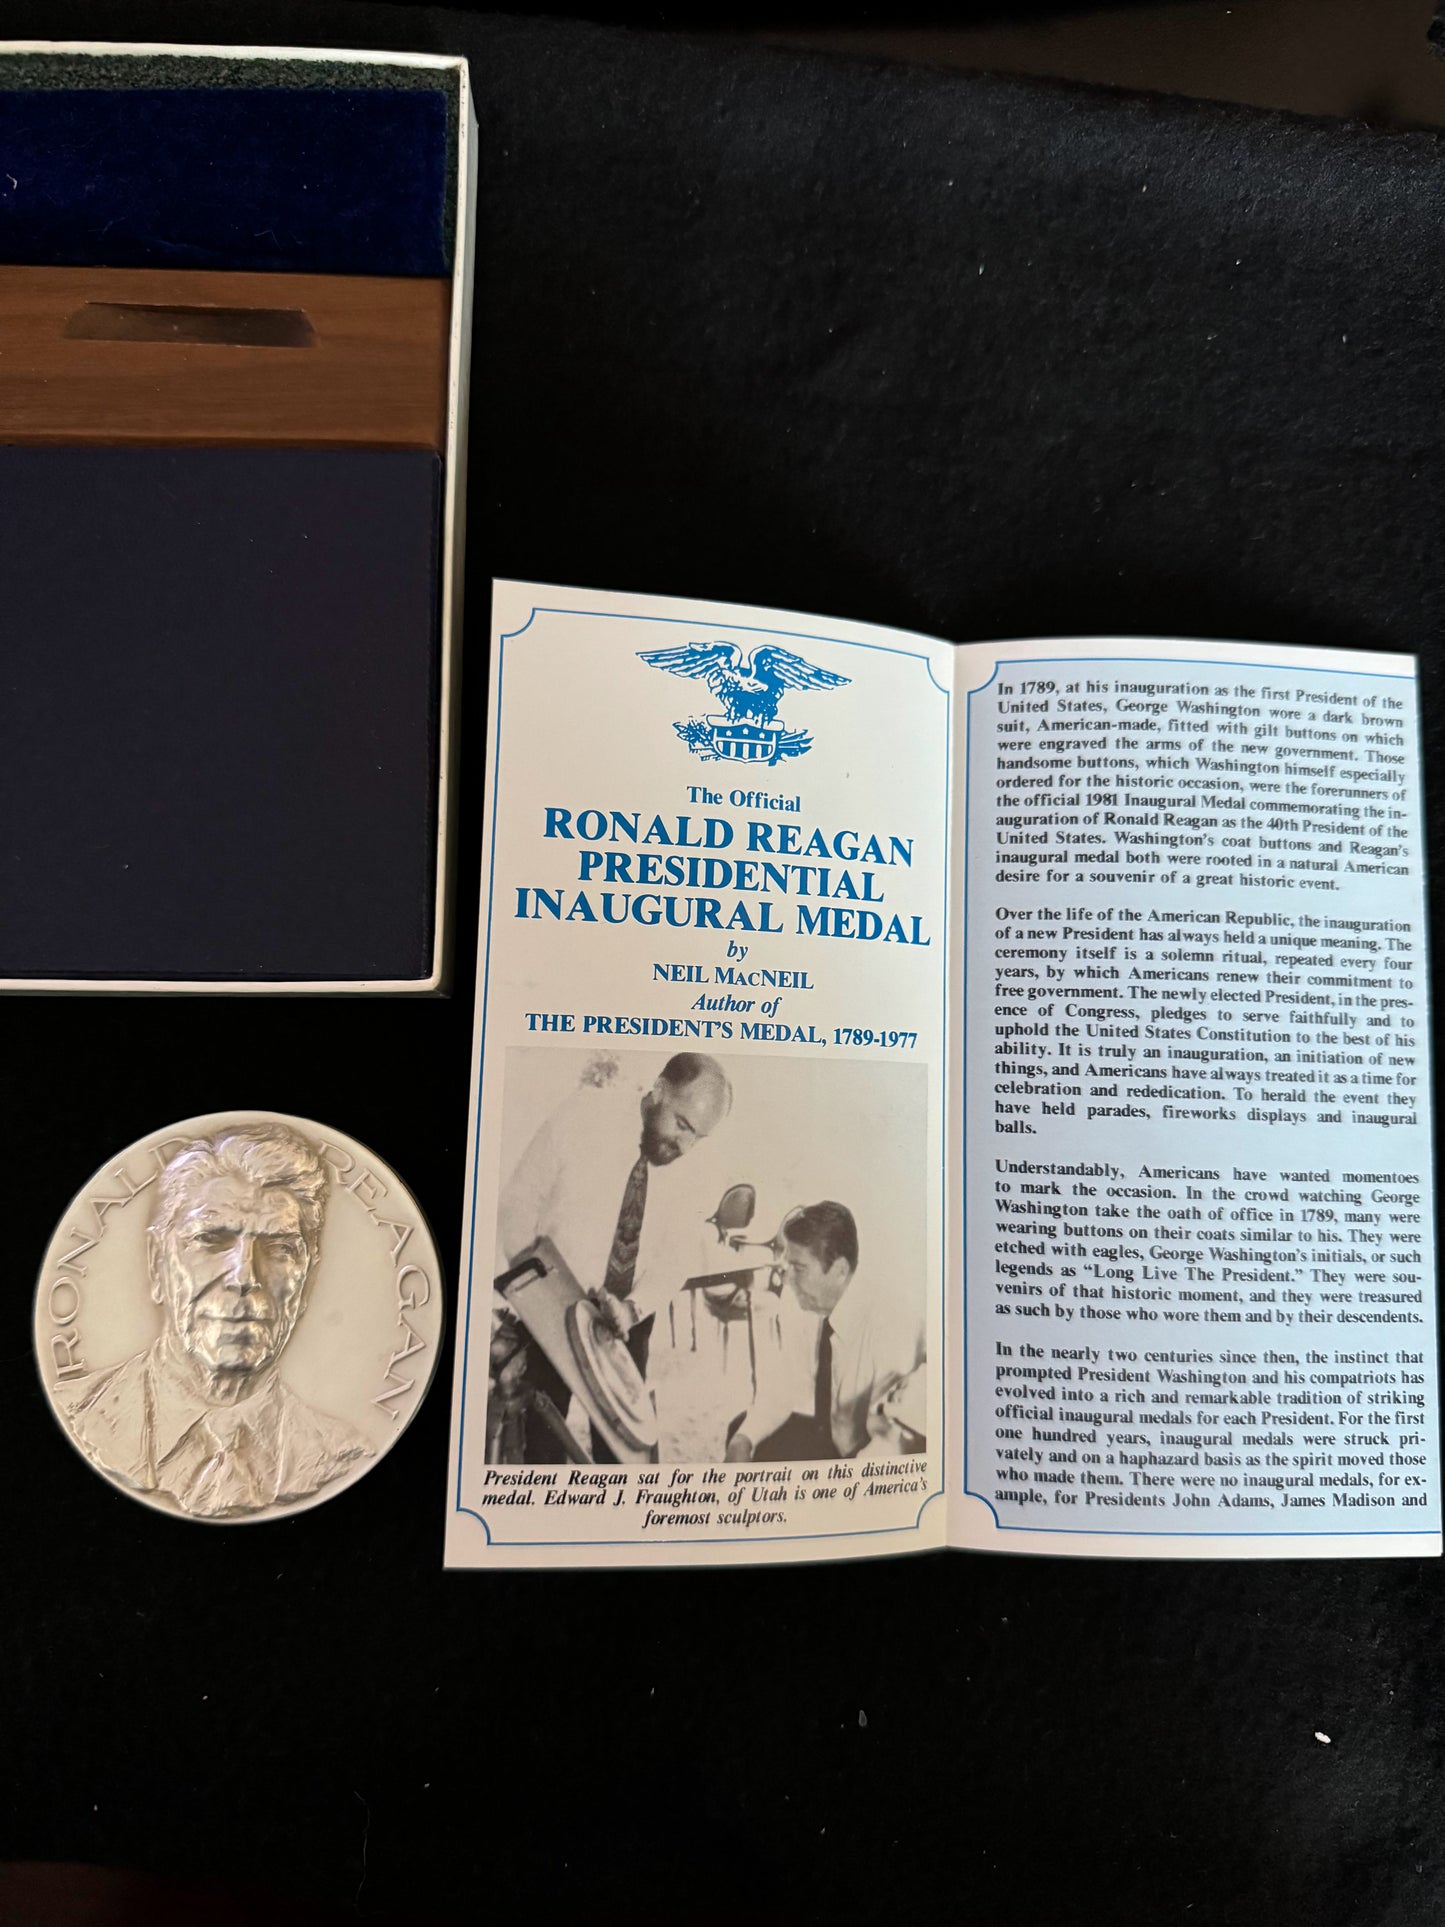 RONALD REAGAN
The Official
RONALD REAGAN
PRESIDENTIAL
INAUGURAL MEDAL
by
NEIL MACNEIL
Author of
THE PRESIDENT'S MEDAL, 1789-1977
President Reagan sat for the portrait on this distinctive
medal. Edward J. Fraughton, of Utah is one of America's
foremost sculptors.
In 1789, at his inauguration as the first President of the
United States, George Washington wore a dark brown
suit, American-made, fitted with gilt buttons on which
were engraved the arms of the new government. Those
handsome buttons, which Washington himself especially
ordered for the historic occasion, were the forerunners of
the official 1981 Inaugural Medal commemorating the in-
auguration of Ronald Reagan as the 40th President of the
United States. Washington's coat buttons and Reagan's
inaugural medal both were rooted in a natural American
desire for a souvenir of a great historic event.
Over the life of the American Republic, the inauguration
of a new President has always held a unique meaning. The
ceremony itself is a solemn ritual, repeated every four
years, by which Americans renew their commitment to
free government. The newly elected President, in the pres-
ence of Congress, pledges to serve faithfully and to
uphold the United States Constitution to the best of his
ability. It is truly an inauguration, an initiation of new
things, and Americans have always treated it as a time for
celebration and rededication. To herald the event they
have held parades, fireworks displays and inaugural
balls.
Understandably, Americans have wanted momentoes
to mark the occasion. In the crowd watching George
Washington take the oath of office in 1789, many were
wearing buttons on their coats similar to his. They were
etched with eagles, George Washington's initials, or such
legends as “Long Live The President.” They were sou-
venirs of that historic moment, and they were treasured
as such by those who wore them and by their descendents.
In the nearly two centuries since then, the instinct that
prompted President Washington and his compatriots has
evolved into a rich and remarkable tradition of striking
official inaugural medals for each President. For the first
one hundred years, inaugural medals were struck pri-
vately and on a haphazard basis as the spirit moved those
who made them. There were no inaugural medals, for ex-
ample, for Presidents John Adams, James Madison and